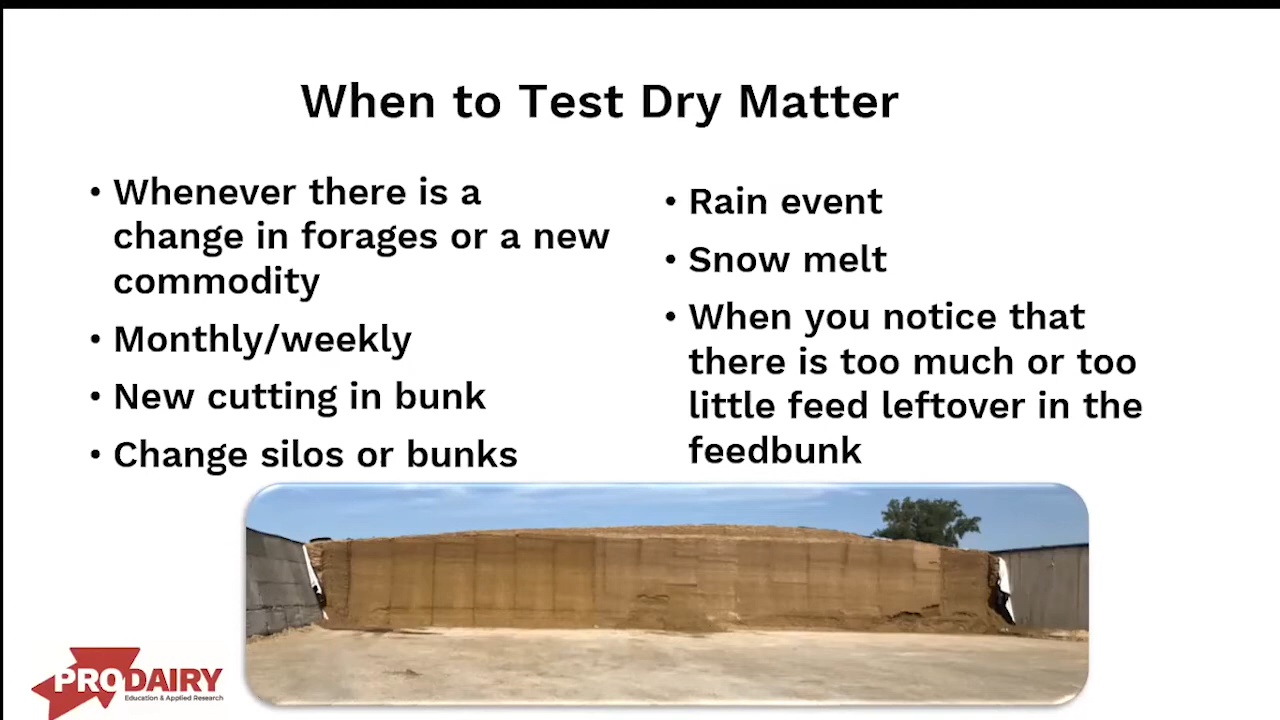 When to Test Dry Matter
• Whenever there is a
change in forages or a new
commodity
• Monthly/weekly
• New cutting in bunk
• Change silos or bunks
• Rain event
• Snow melt
• When you notice that
there is too much or too
little feed leftover in the
feedbunk
PRODAIRY
Education & Applied Research